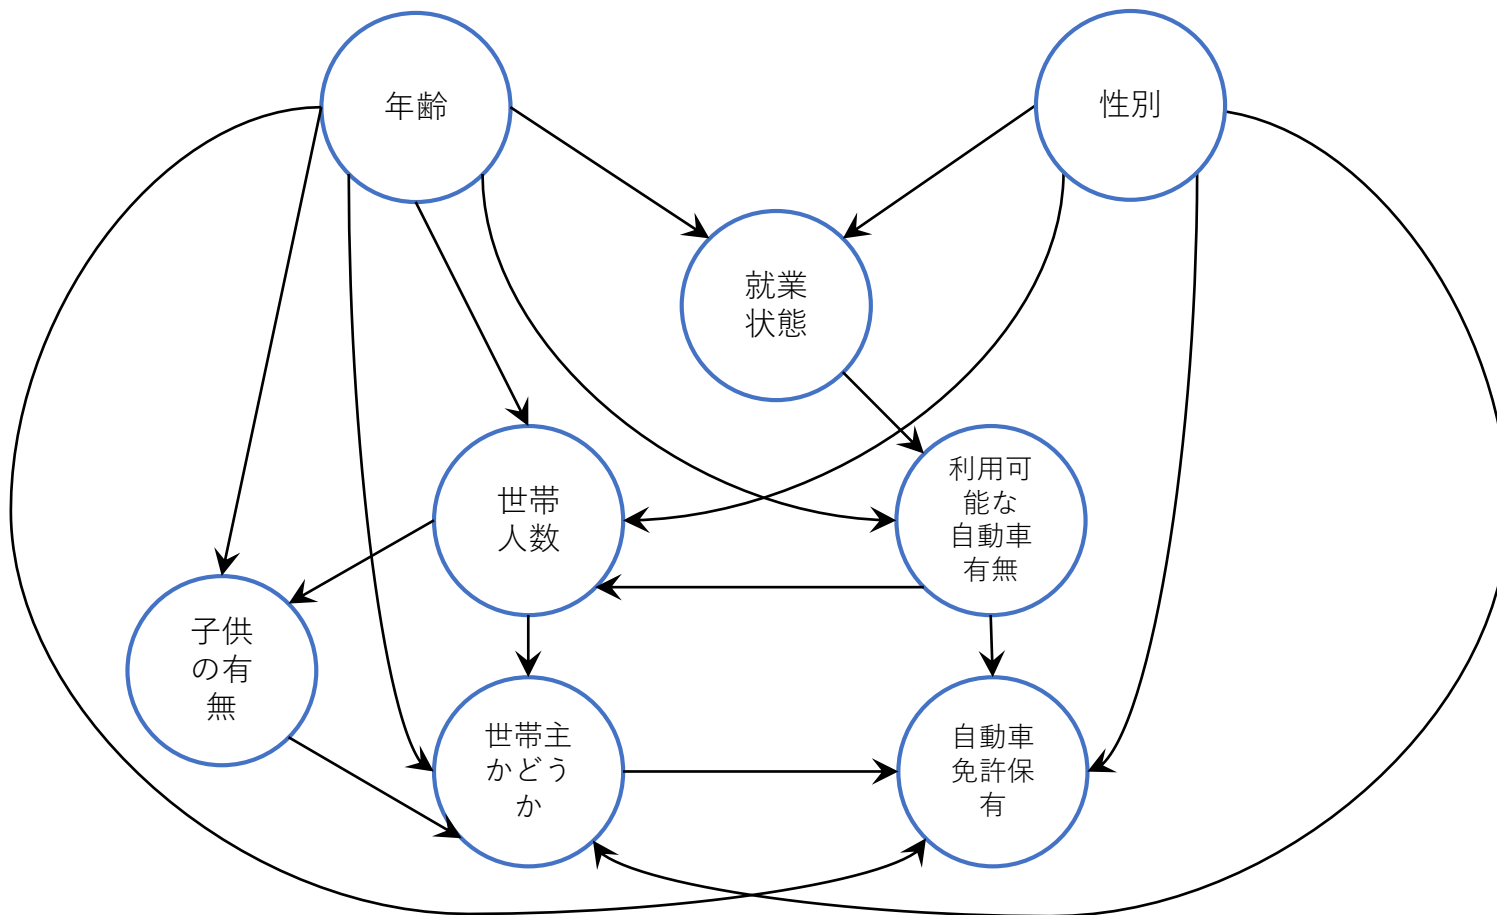 年齢
性別
就業
状態
世帯
人数
利用可
能な
自動車
有無
子供
の有
無
世帯主
かどう
か
自動車
免許保
有